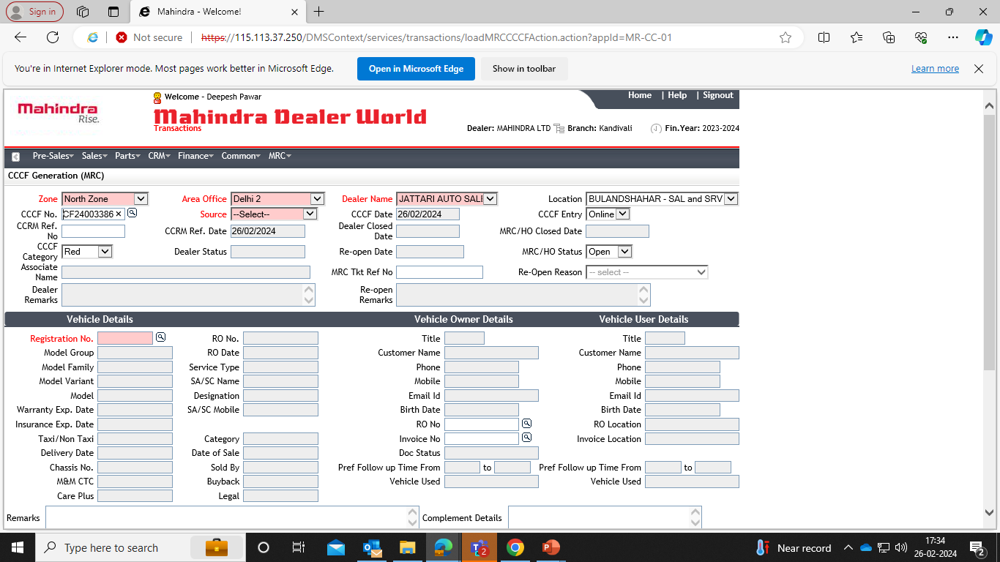 Sign in
Mahindra - Welcome!
Not secure
https://115.113.37.250/DMSContext/services/transactions/loadMRCCCCFAction.action?appId=MR-CC-01
You're in Internet Explorer mode. Most pages work better in Microsoft Edge.
Open in Microsoft Edge
Show in toolbar
Learn more
Mahindra
Rise.
Welcome - Deepesh Pawar
Home | Help | Signout
Mahindra Dealer World
Transactions
Dealer: MAHINDRA LTD Branch: Kandivali Fin.Year: 2023-2024
Pre-Sales Sales Parts CRM Finance Common MRC
CCCF Generation (MRC)
Zone North Zone Area Office Delhi 2 Dealer Name JATTARI AUTO SALI Location BULANDSHAHAR - SAL and SRV
CCCF No. CF24003386 Source --Select-- CCCF Date 26/02/2024 CCCF Entry Online
CCRM Ref. No CCRM Ref. Date 26/02/2024 Dealer Closed Date MRC/HO Closed Date
CCCF Category Red Dealer Status Re-open Date MRC/HO Status Open
Associate Name MRC Tkt Ref No Re-Open Reason -- select --
Dealer Remarks Re-open Remarks
Vehicle Details Vehicle Owner Details Vehicle User Details
Registration No. RO No. Title Title
Model Group RO Date Customer Name Customer Name
Model Family Service Type Phone Phone
Model Variant SA/SC Name Mobile Mobile
Model Designation Email Id Email Id
Warranty Exp. Date SA/SC Mobile Birth Date Birth Date
Insurance Exp. Date RO No RO Location
Taxi/Non Taxi Category Invoice No Invoice Location
Delivery Date Date of Sale Doc Status
Chassis No. Sold By Pref Follow up Time From to Pref Follow up Time From to
M&M CTC Buyback Vehicle Used Vehicle Used
Care Plus Legal
Remarks Complement Details
Type here to search
2
Near record
17:34
26-02-2024
2